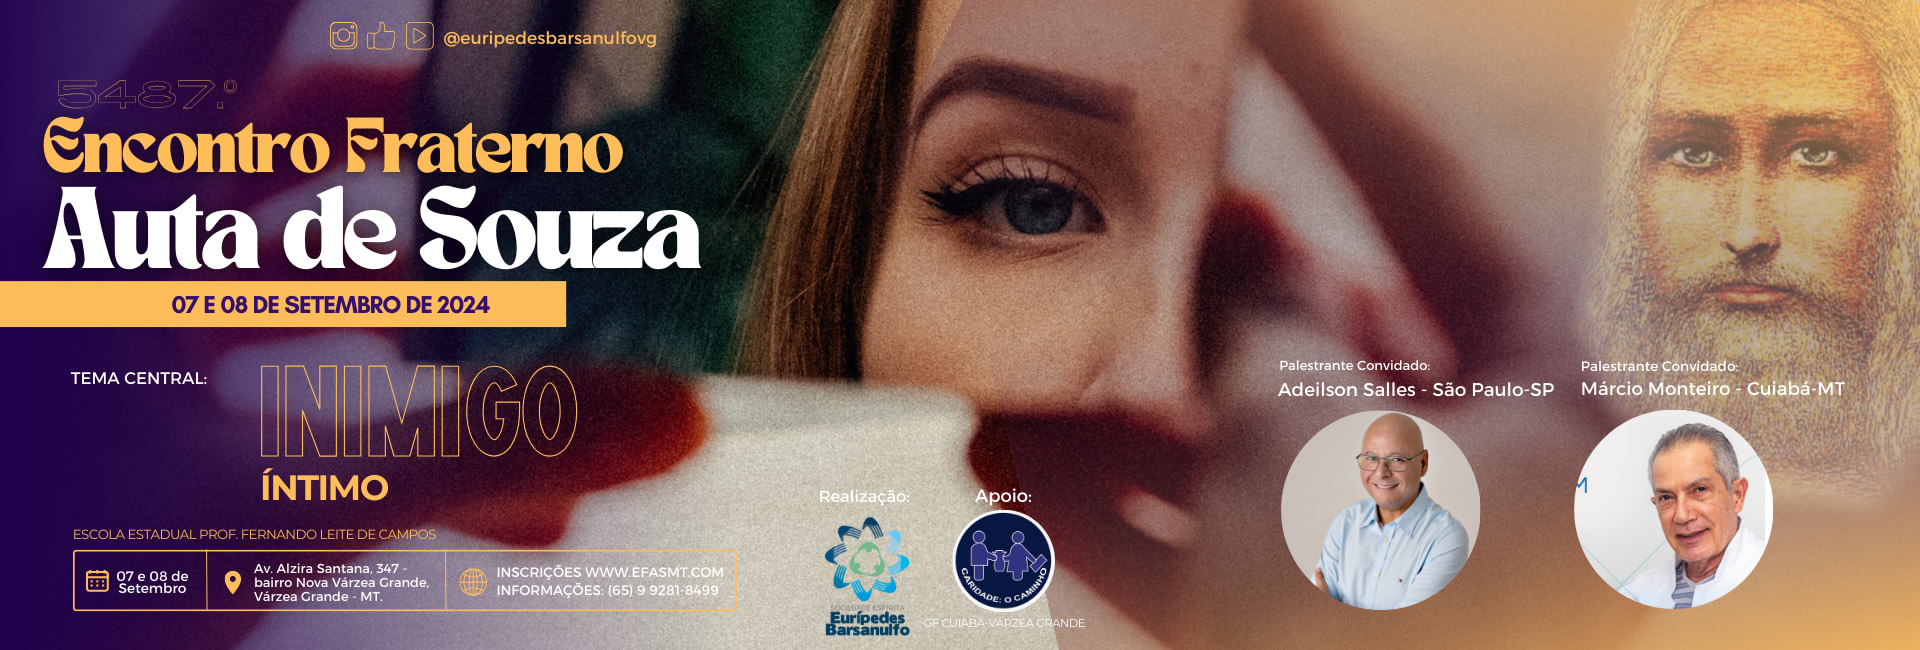 @euripedesbarsanulfovg
5487.º
Encontro Fraterno
Auta de Souza
07 E 08 DE SETEMBRO DE 2024
TEMA CENTRAL:
INIMIGO
ÍNTIMO
ESCOLA ESTADUAL PROF. FERNANDO LEITE DE CAMPOS
07 e 08 de
Setembro
Av. Alzira Santana, 347 -
bairro Nova Várzea Grande,
Várzea Grande - MT.
INSCRIÇÕES WWW.EFASMT.COM
INFORMAÇÕES: (65) 9 9281-8499
Realização:
SOCIEDADE ESPÍRITA
Eurípedes
Barsanulfo
Apoio:
CARIDADE: O CAMINHO
GF CUIABÁ-VÁRZEA GRANDE
Palestrante Convidado:
Adeilson Salles - São Paulo-SP
Palestrante Convidado:
Márcio Monteiro - Cuiabá-MT
M